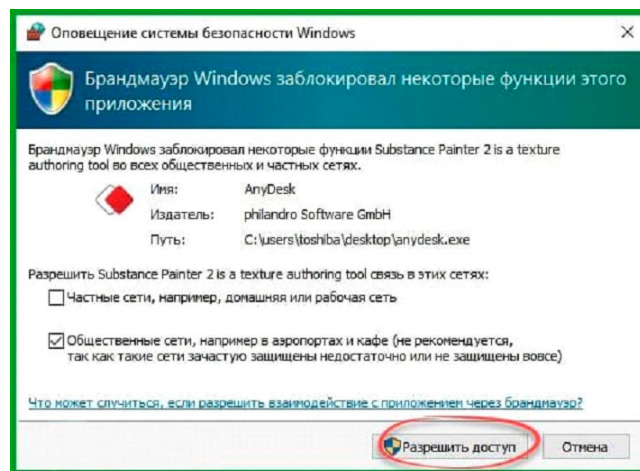 Оповещение системы безопасности Windows
Брандмауэр Windows заблокировал некоторые функции этого
приложения
Брандмауэр Windows заблокировал некоторые функции Substance Painter 2 is a texture
authoring tool во всех общественных и частных сетях.
Имя: AnyDesk
Издатель: philandro Software GmbH
Путь: C:\users\toshiba\desktop\anydesk.exe
Разрешить Substance Painter 2 is a texture authoring tool связь в этих сетях:
Частные сети, например, домашняя или рабочая сеть
Общественные сети, например в аэропортах и кафе (не рекомендуется,
так как такие сети зачастую защищены недостаточно или не защищены вовсе)
Что может случиться, если разрешить взаимодействие с приложением через брандмауэр?
Разрешить доступ Отмена